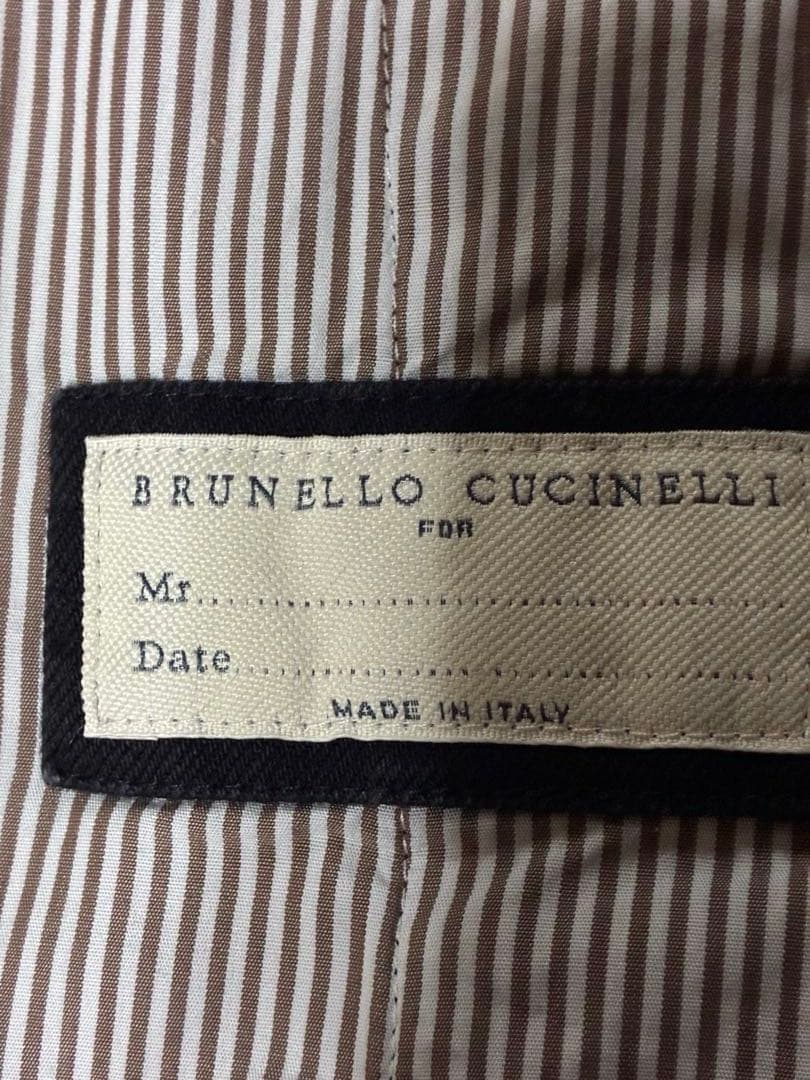 BRUNELLO CUCINELLI
FOR
Mr....................................................
Date................................................
MADE IN ITALY